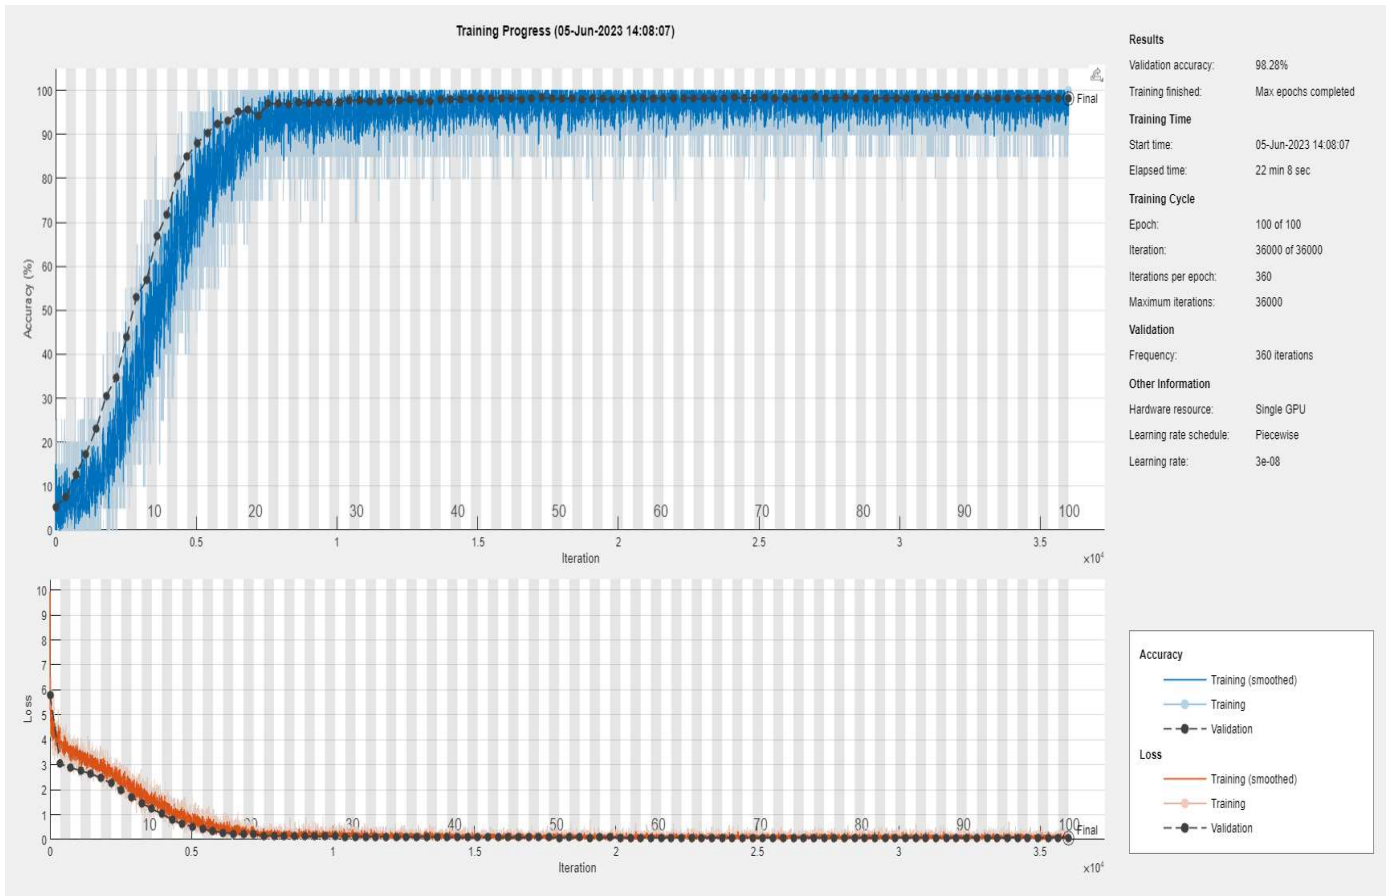 Training Progress (05-Jun-2023 14:08:07)
Accuracy (%)
100
90
80
70
60
50
40
30
20
10
0
Final
10 20 30 40 50 60 70 80 90 100
0 0.5 1 1.5 2 2.5 3 3.5
Iteration
×10⁴
Loss
10
9
8
7
6
5
4
3
2
1
0
10 20 30 40 50 60 70 80 90 100
Final
0 0.5 1 1.5 2 2.5 3 3.5
Iteration
×10⁴
Results
Validation accuracy: 98.28%
Training finished: Max epochs completed
Training Time
Start time: 05-Jun-2023 14:08:07
Elapsed time: 22 min 8 sec
Training Cycle
Epoch: 100 of 100
Iteration: 36000 of 36000
Iterations per epoch: 360
Maximum iterations: 36000
Validation
Frequency: 360 iterations
Other Information
Hardware resource: Single GPU
Learning rate schedule: Piecewise
Learning rate: 3e-08
Accuracy
Training (smoothed)
Training
Validation
Loss
Training (smoothed)
Training
Validation